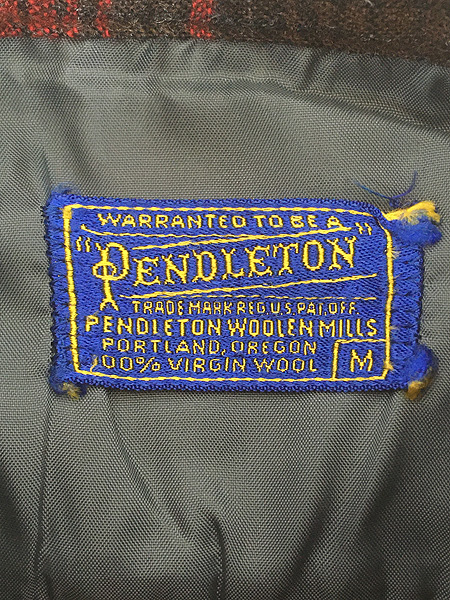 WARRANTED TO BE A
"PENDLETON"
TRADE MARK REG. U.S. PAT. OFF.
PENDLETON WOOLEN MILLS
PORTLAND, OREGON
100% VIRGIN WOOL
M